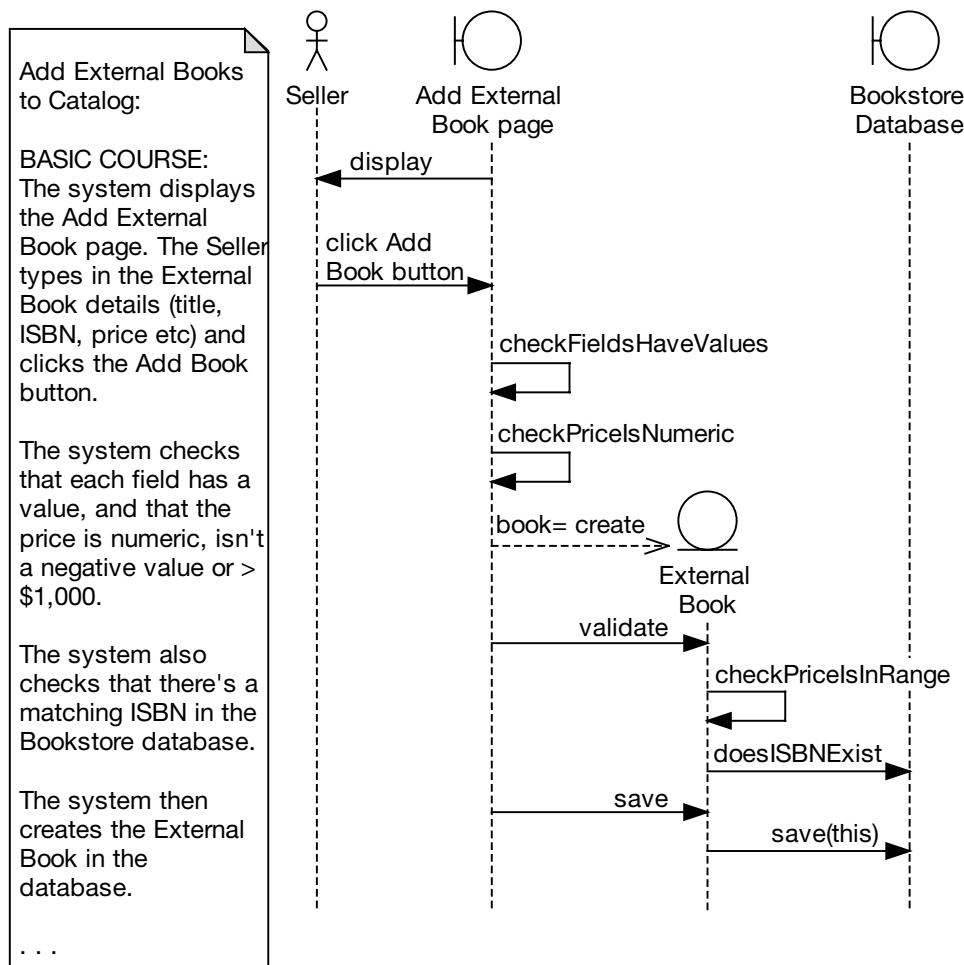 Add External Books
to Catalog:
BASIC COURSE:
The system displays
the Add External
Book page. The Seller
types in the External
Book details (title,
ISBN, price etc) and
clicks the Add Book
button.
The system checks
that each field has a
value, and that the
price is numeric, isn't
a negative value or >
$1,000.
The system also
checks that there's a
matching ISBN in the
Bookstore database.
The system then
creates the External
Book in the
database.
. . .
Seller
Add External
Book page
Bookstore
Database
display
click Add
Book button
checkFieldsHaveValues
checkPriceIsNumeric
book= create
External
Book
validate
checkPriceIsInRange
doesISBNExist
save
save(this)